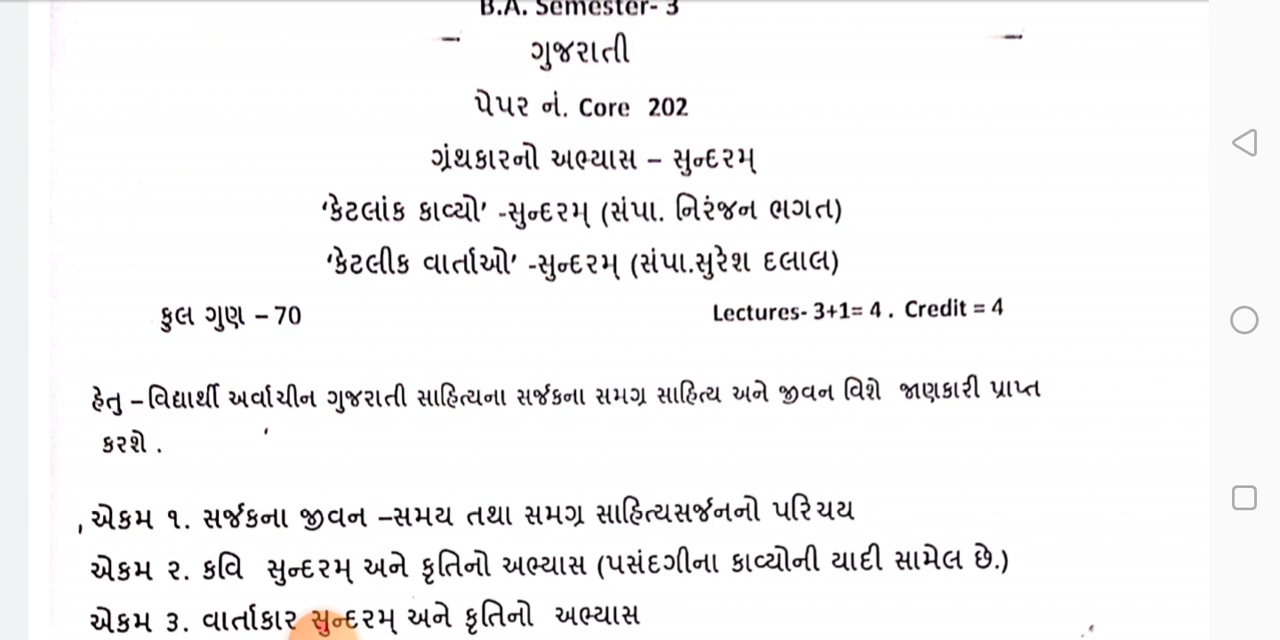 B.A. Semester- 3
ગુજરાતી
પેપર નં. Core 202
ગ્રંથકારનો અભ્યાસ – સુન્દરમ્
‘કેટલાંક કાવ્યો’ -સુન્દરમ્ (સંપા. નિરંજન ભગત)
‘કેટલીક વાર્તાઓ’ -સુન્દરમ્ (સંપા.સુરેશ દલાલ)
કુલ ગુણ – 70 Lectures- 3+1= 4 . Credit = 4
હેતુ – વિદ્યાર્થી અર્વાચીન ગુજરાતી સાહિત્યના સર્જકના સમગ્ર સાહિત્ય અને જીવન વિશે જાણકારી પ્રાપ્ત
કરશે .
એકમ ૧. સર્જકના જીવન –સમય તથા સમગ્ર સાહિત્યસર્જનનો પરિચય
એકમ ૨. કવિ સુન્દરમ્ અને કૃતિનો અભ્યાસ (પસંદગીના કાવ્યોની યાદી સામેલ છે.)
એકમ ૩. વાર્તાકાર સુન્દરમ્ અને કૃતિનો અભ્યાસ